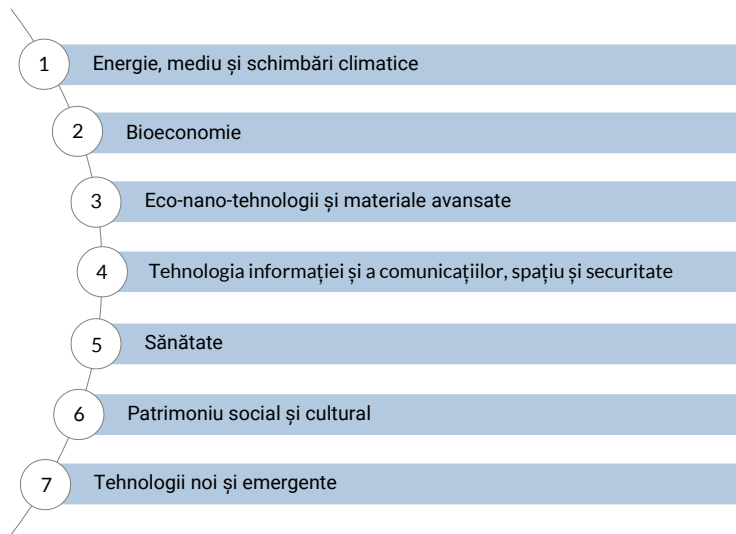 1 Energie, mediu și schimbări climatice
2 Bioeconomie
3 Eco-nano-tehnologii și materiale avansate
4 Tehnologia informației și a comunicațiilor, spațiu și securitate
5 Sănătate
6 Patrimoniu social și cultural
7 Tehnologii noi și emergente